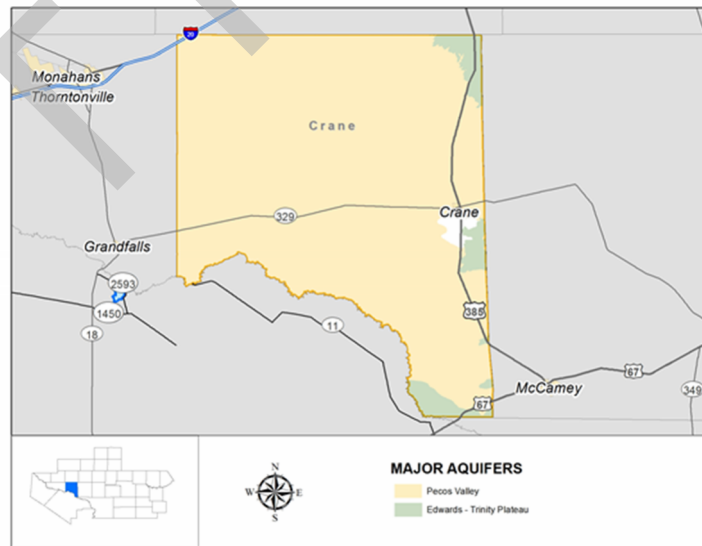 20
Monahans
Thorntonville
Crane
329
Crane
Grandfalls
2593
1450
18
11
385
McCamey
67
67
349
N
W E
S
MAJOR AQUIFERS
Pecos Valley
Edwards - Trinity Plateau